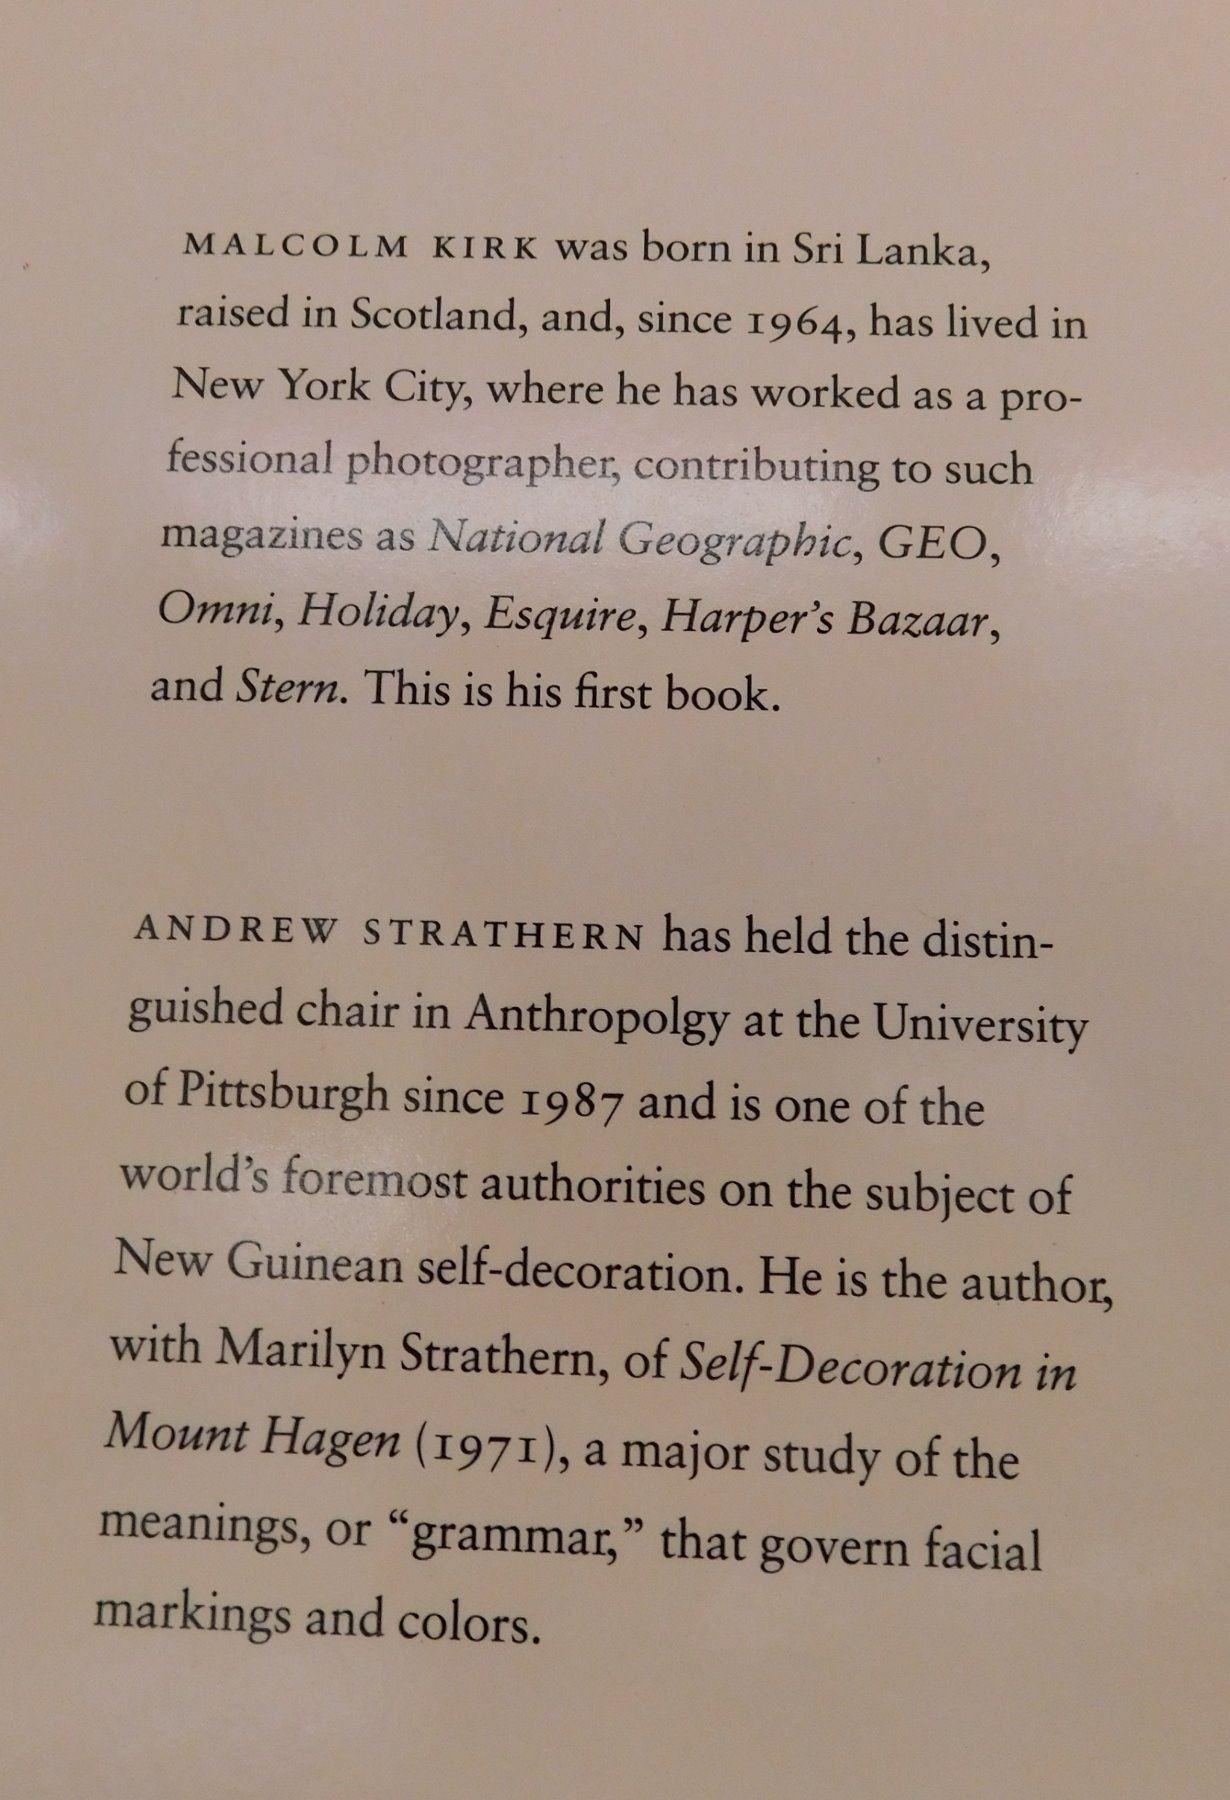 MALCOLM KIRK was born in Sri Lanka,
raised in Scotland, and, since 1964, has lived in
New York City, where he has worked as a pro-
fessional photographer, contributing to such
magazines as National Geographic, GEO,
Omni, Holiday, Esquire, Harper’s Bazaar,
and Stern. This is his first book.
ANDREW STRATHERN has held the distin-
guished chair in Anthropolgy at the University
of Pittsburgh since 1987 and is one of the
world’s foremost authorities on the subject of
New Guinean self-decoration. He is the author,
with Marilyn Strathern, of Self-Decoration in
Mount Hagen (1971), a major study of the
meanings, or “grammar,” that govern facial
markings and colors.